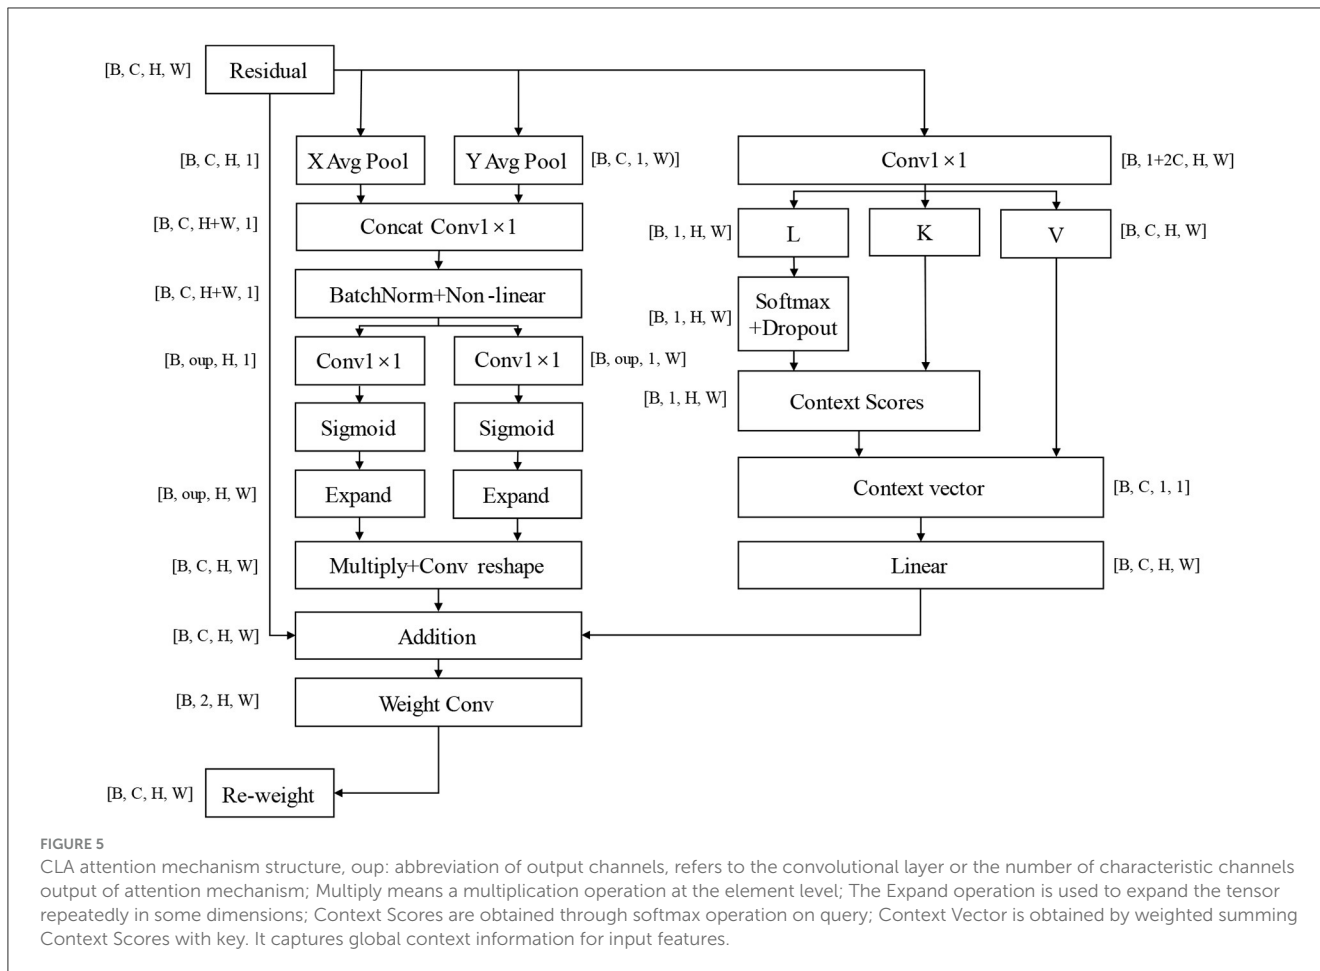 [B, C, H, W]
Residual
[B, C, H, 1]
X Avg Pool
Y Avg Pool
[B, C, 1, W)]
Conv1×1
[B, 1+2C, H, W]
[B, C, H+W, 1]
Concat Conv1×1
[B, 1, H, W]
L
K
V
[B, C, H, W]
[B, C, H+W, 1]
BatchNorm+Non-linear
[B, 1, H, W]
Softmax
+Dropout
[B, oup, H, 1]
Conv1×1
Conv1×1
[B, oup, 1, W]
[B, 1, H, W]
Context Scores
Sigmoid
Sigmoid
[B, oup, H, W]
Expand
Expand
Context vector
[B, C, 1, 1]
[B, C, H, W]
Multiply+Conv reshape
Linear
[B, C, H, W]
[B, C, H, W]
Addition
[B, 2, H, W]
Weight Conv
[B, C, H, W]
Re-weight
FIGURE 5
CLA attention mechanism structure, oup: abbreviation of output channels, refers to the convolutional layer or the number of characteristic channels
output of attention mechanism; Multiply means a multiplication operation at the element level; The Expand operation is used to expand the tensor
repeatedly in some dimensions; Context Scores are obtained through softmax operation on query; Context Vector is obtained by weighted summing
Context Scores with key. It captures global context information for input features.